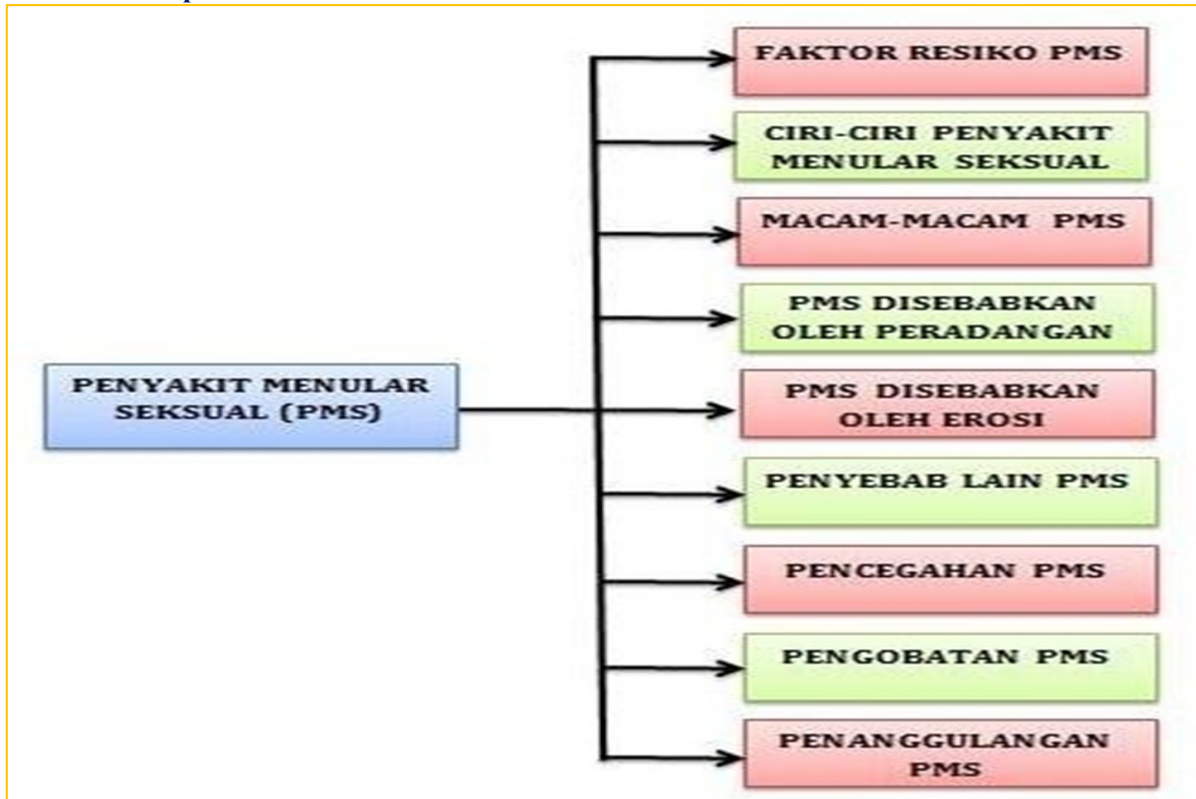 PENYAKIT MENULAR
SEKSUAL (PMS)
FAKTOR RESIKO PMS
CIRI-CIRI PENYAKIT
MENULAR SEKSUAL
MACAM-MACAM PMS
PMS DISEBABKAN
OLEH PERADANGAN
PMS DISEBABKAN
OLEH EROSI
PENYEBAB LAIN PMS
PENCEGAHAN PMS
PENGOBATAN PMS
PENANGGULANGAN
PMS